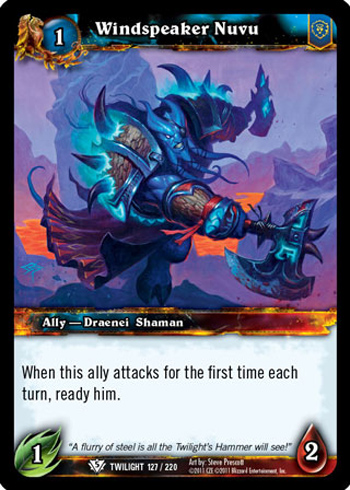 1
Windspeaker Nuvu
Ally — Draenei Shaman
When this ally attacks for the first time each
turn, ready him.
"A flurry of steel is all the Twilight's Hammer will see!"
1
TWILIGHT 127 / 220
Art by: Steve Prescott
©2011 CZE ©2011 Blizzard Entertainment, Inc.
2